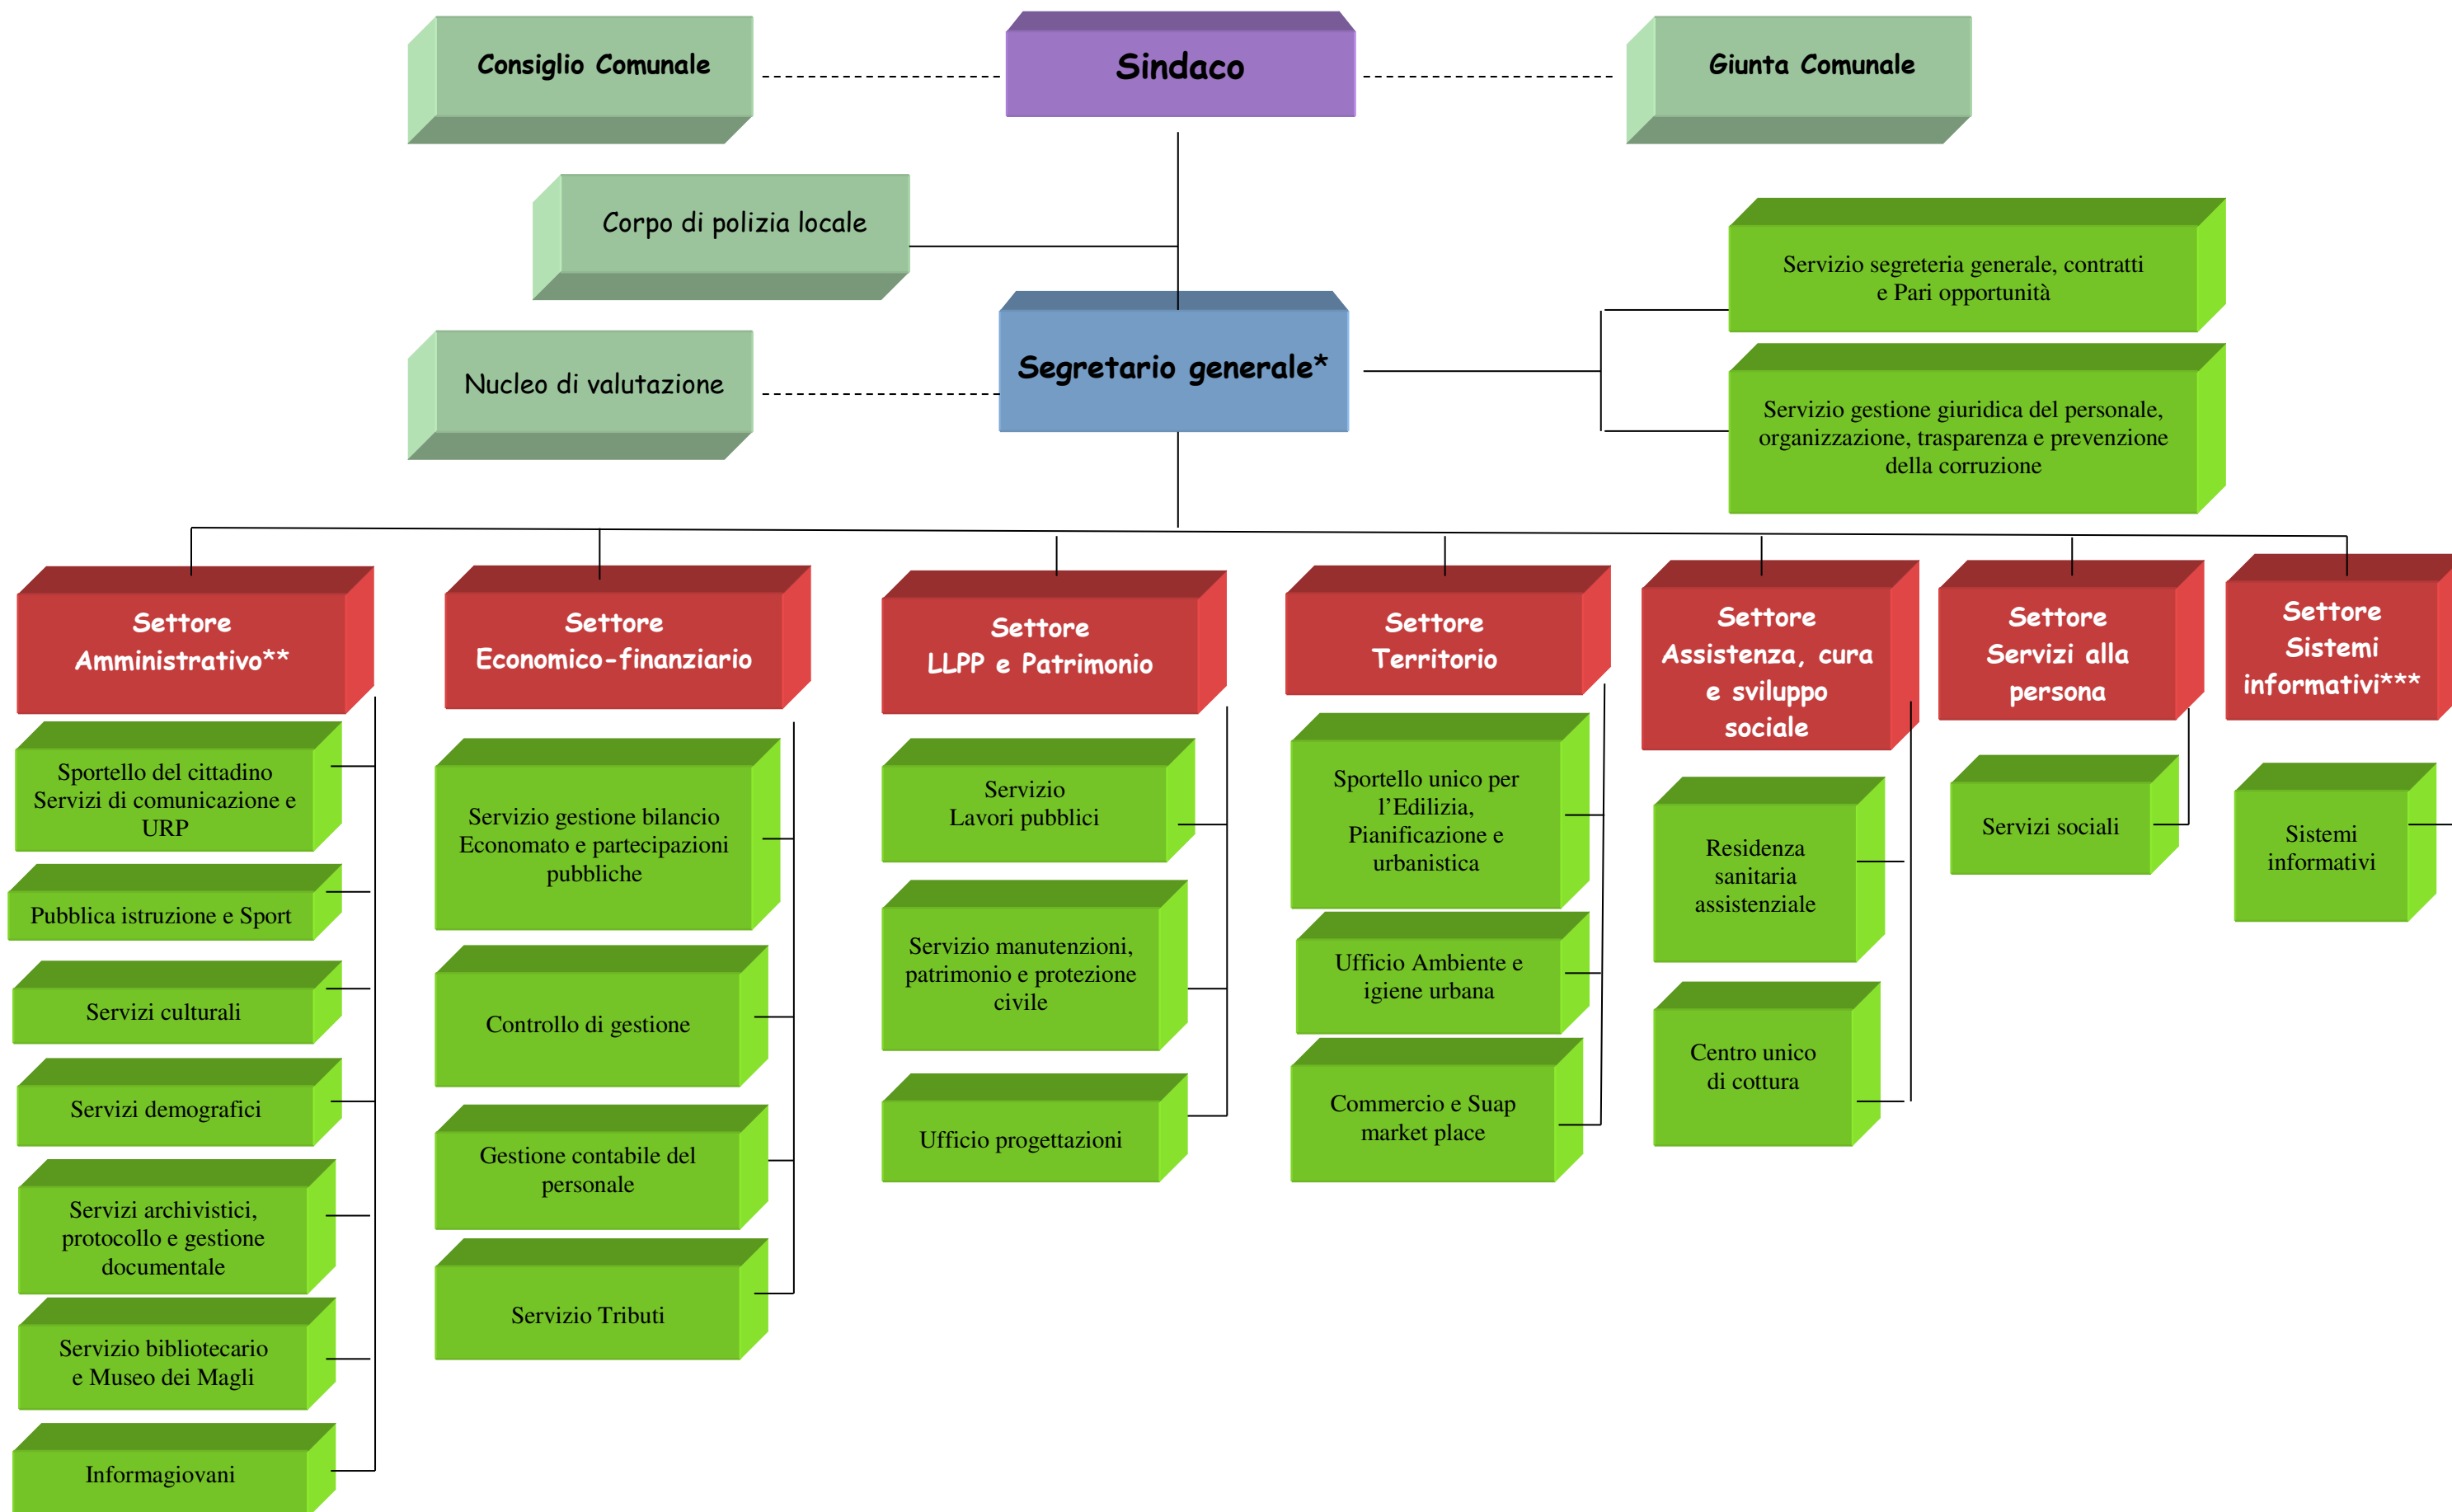 Consiglio Comunale
Sindaco
Giunta Comunale
Corpo di polizia locale
Servizio segreteria generale, contratti
e Pari opportunità
Segretario generale*
Nucleo di valutazione
Servizio gestione giuridica del personale,
organizzazione, trasparenza e prevenzione
della corruzione
Settore
Amministrativo**
Sportello del cittadino
Servizi di comunicazione e
URP
Pubblica istruzione e Sport
Servizi culturali
Servizi demografici
Servizi archivistici,
protocollo e gestione
documentale
Servizio bibliotecario
e Museo dei Magli
Informagiovani
Settore
Economico-finanziario
Servizio gestione bilancio
Economato e partecipazioni
pubbliche
Controllo di gestione
Gestione contabile del
personale
Servizio Tributi
Settore
LLPP e Patrimonio
Servizio
Lavori pubblici
Servizio manutenzioni,
patrimonio e protezione
civile
Ufficio progettazioni
Settore
Territorio
Sportello unico per
l’Edilizia,
Pianificazione e
urbanistica
Ufficio Ambiente e
igiene urbana
Commercio e Suap
market place
Settore
Assistenza, cura
e sviluppo
sociale
Residenza
sanitaria
assistenziale
Centro unico
di cottura
Settore
Servizi alla
persona
Servizi sociali
Settore
Sistemi
informativi***
Sistemi
informativi